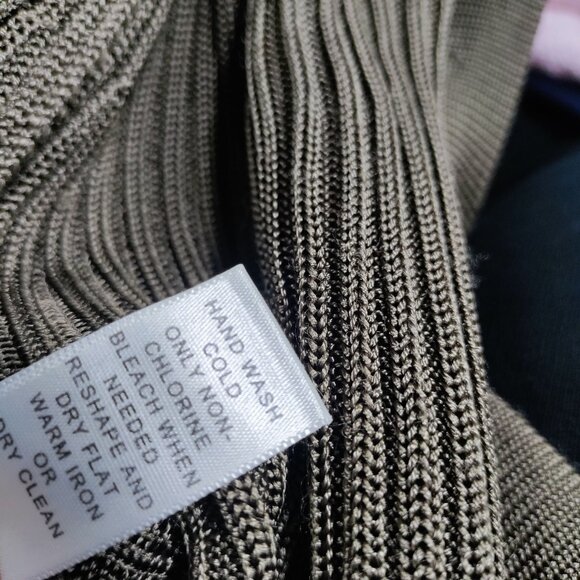 HAND WASH
COLD
ONLY NON-
CHLORINE
BLEACH WHEN
NEEDED
RESHAPE AND
DRY FLAT
WARM IRON
OR
DRY CLEAN